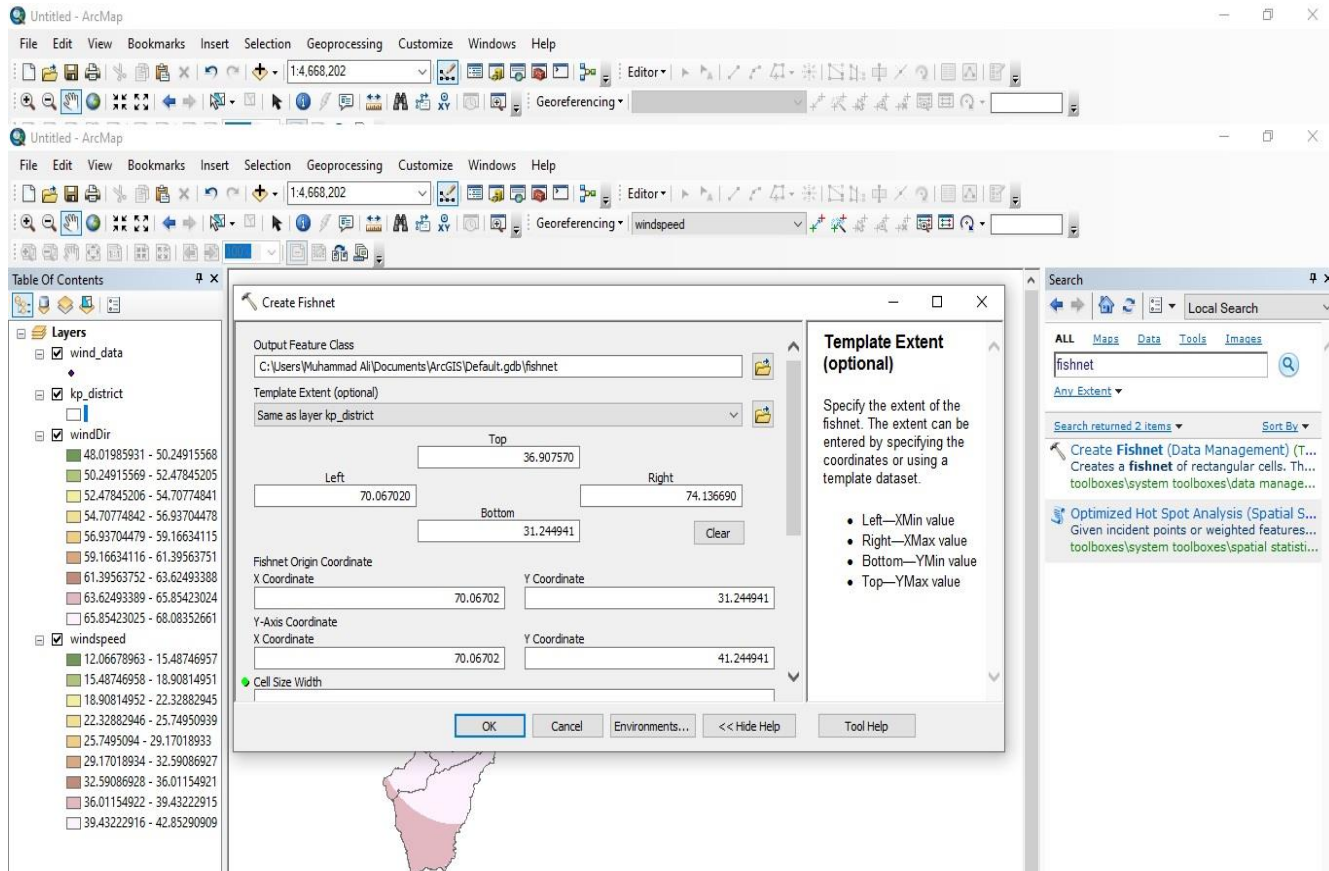 Untitled - ArcMap
File Edit View Bookmarks Insert Selection Geoprocessing Customize Windows Help
1:4,668,202
Editor
Georeferencing
Untitled - ArcMap
File Edit View Bookmarks Insert Selection Geoprocessing Customize Windows Help
1:4,668,202
Editor
Georeferencing windspeed
Table Of Contents
Layers
wind_data
kp_district
windDir
48.01985931 - 50.24915568
50.24915569 - 52.47845205
52.47845206 - 54.70774841
54.70774842 - 56.93704478
56.93704479 - 59.16634115
59.16634116 - 61.39563751
61.39563752 - 63.62493388
63.62493389 - 65.85423024
65.85423025 - 68.08352661
windspeed
12.06678963 - 15.48746957
15.48746958 - 18.90814951
18.90814952 - 22.32882945
22.32882946 - 25.74950939
25.7495094 - 29.17018933
29.17018934 - 32.59086927
32.59086928 - 36.01154921
36.01154922 - 39.43222915
39.43222916 - 42.85290909
Create Fishnet
Output Feature Class
C:\Users\Muhammad Ali\Documents\ArcGIS\Default.gdb\fishnet
Template Extent (optional)
Same as layer kp_district
Top
36.907570
Left Right
70.067020 74.136690
Bottom
31.244941
Clear
Fishnet Origin Coordinate
X Coordinate Y Coordinate
70.06702 31.244941
Y-Axis Coordinate
X Coordinate Y Coordinate
70.06702 41.244941
Cell Size Width
OK Cancel Environments... << Hide Help Tool Help
Template Extent
(optional)
Specify the extent of the
fishnet. The extent can be
entered by specifying the
coordinates or using a
template dataset.
• Left—XMin value
• Right—XMax value
• Bottom—YMin value
• Top—YMax value
Search
Local Search
ALL Maps Data Tools Images
fishnet
Any Extent
Search returned 2 items Sort By
Create Fishnet (Data Management) (T...
Creates a fishnet of rectangular cells. Th...
toolboxes\system toolboxes\data manage...
Optimized Hot Spot Analysis (Spatial S...
Given incident points or weighted features...
toolboxes\system toolboxes\spatial statisti...